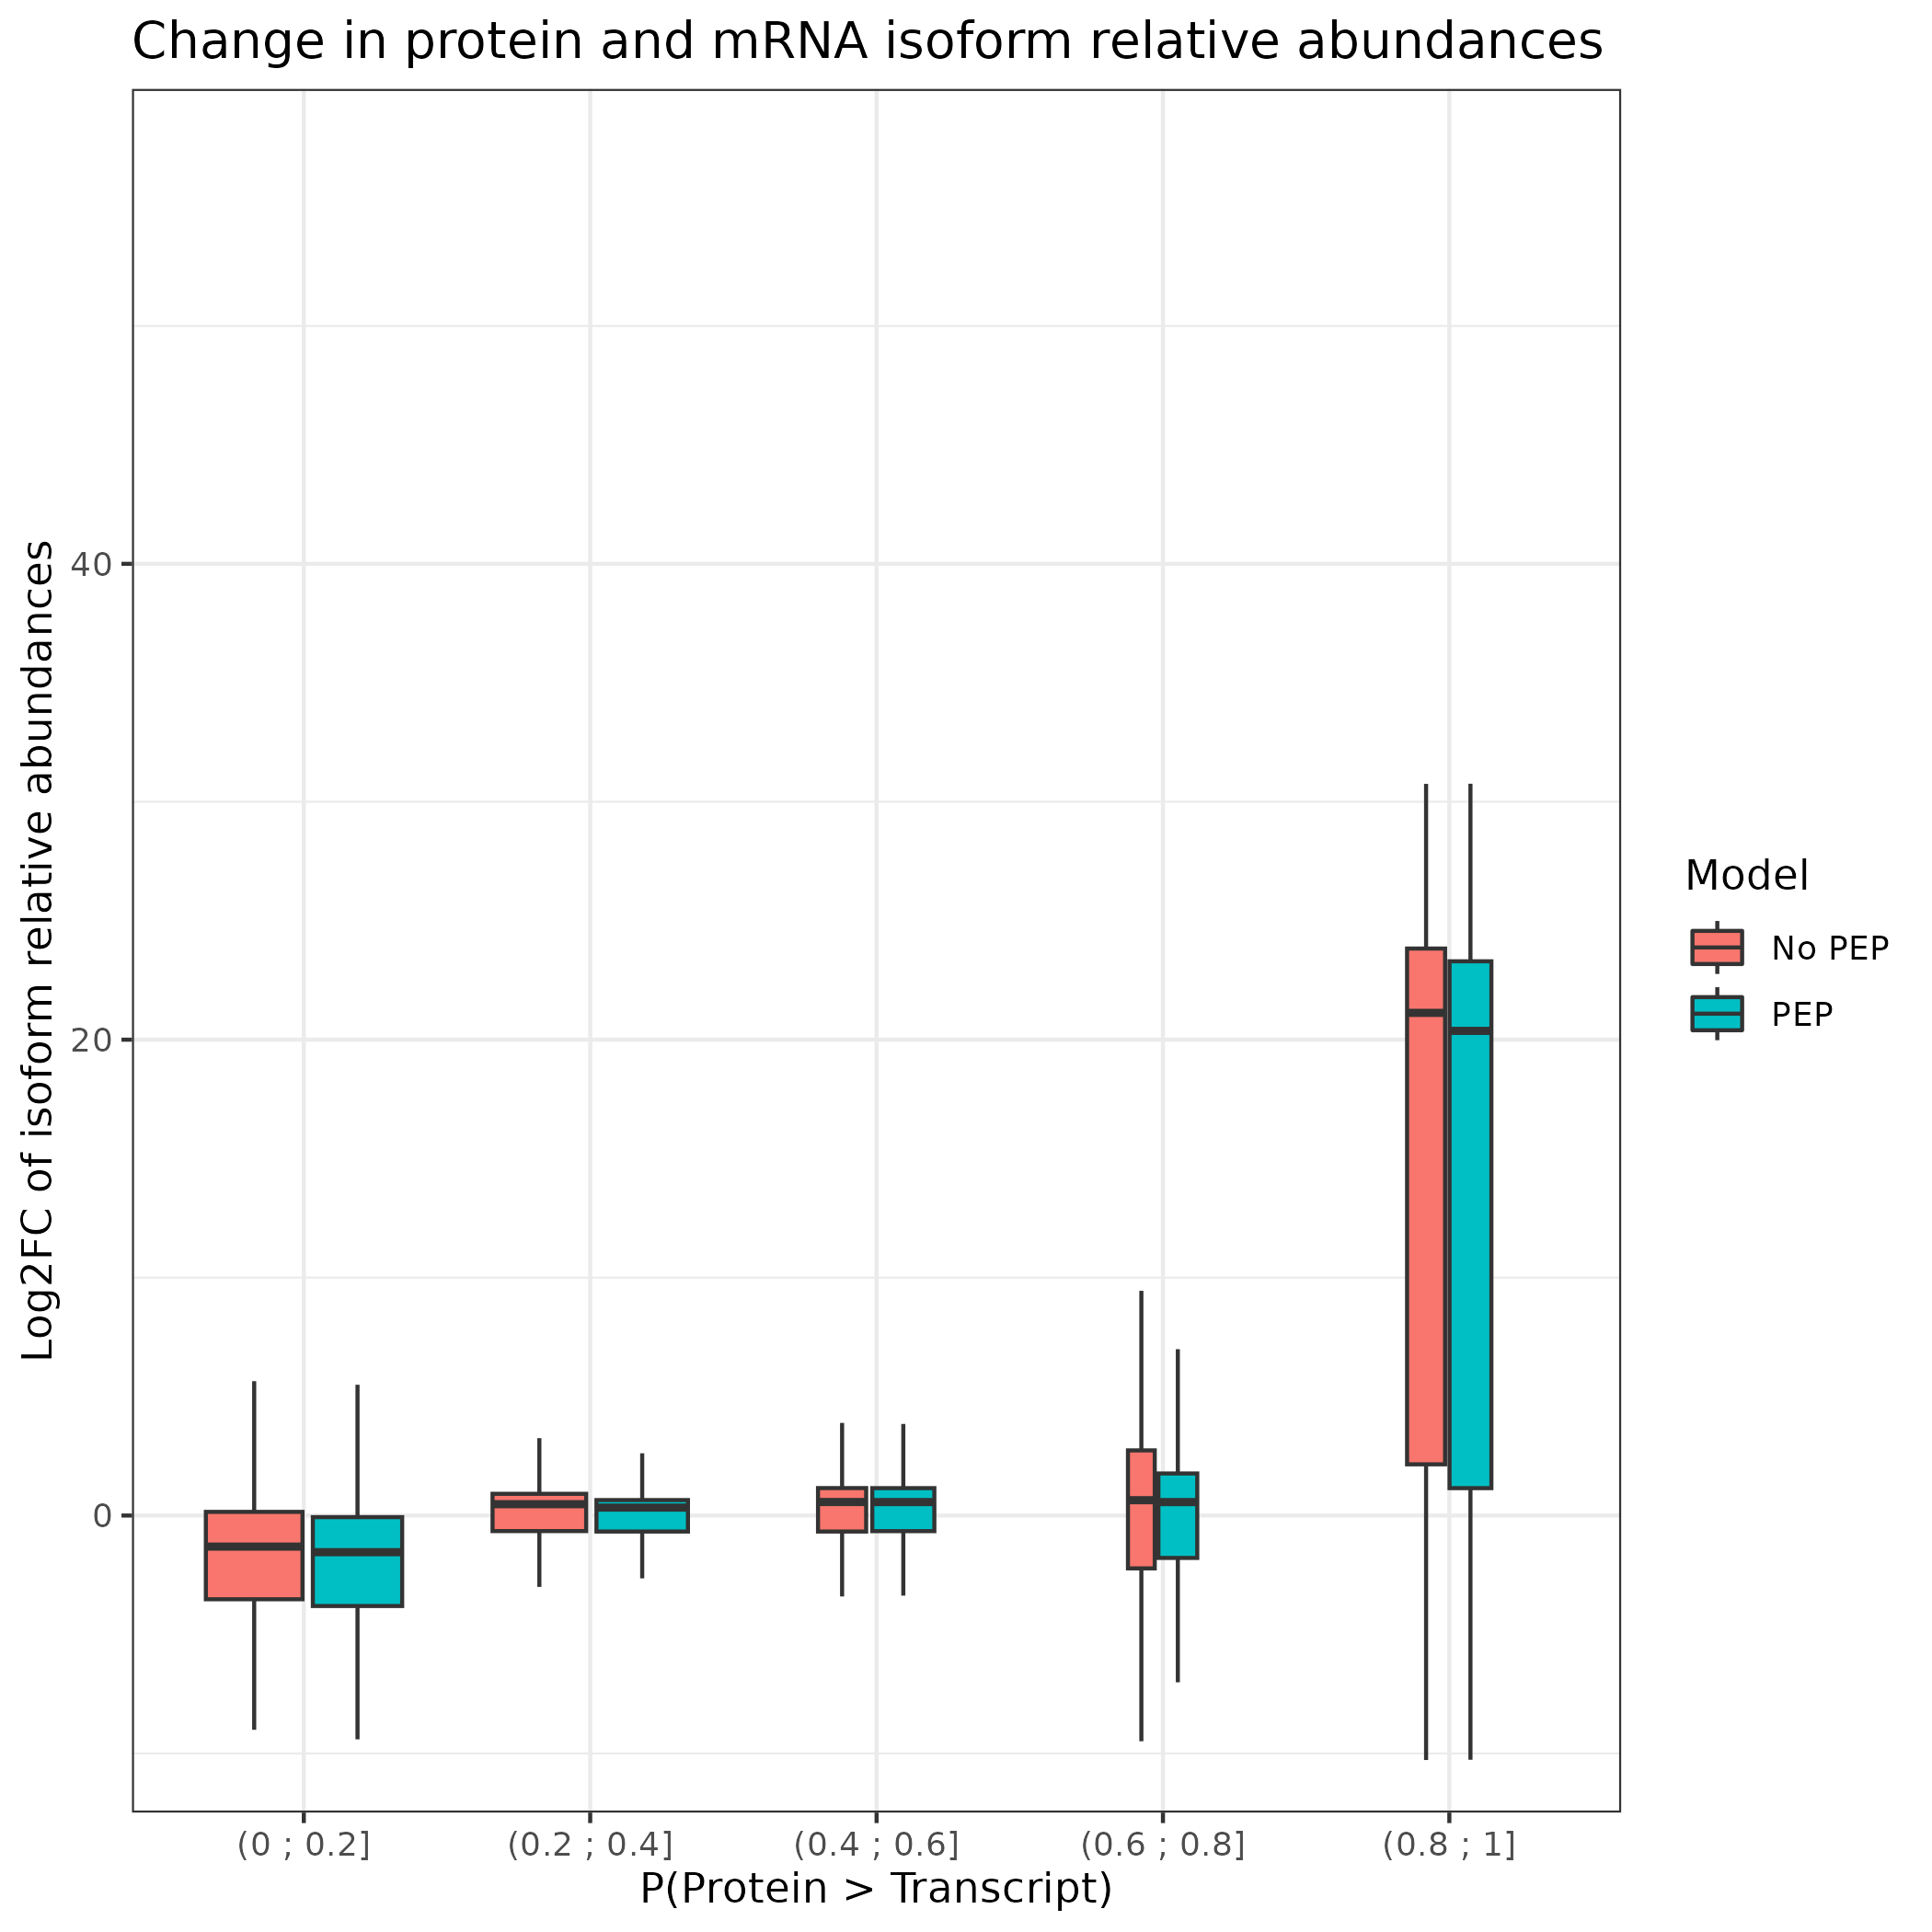 Change in protein and mRNA isoform relative abundances
Log2FC of isoform relative abundances
40
20
0
(0 ; 0.2]
(0.2 ; 0.4]
(0.4 ; 0.6]
(0.6 ; 0.8]
(0.8 ; 1]
P(Protein > Transcript)
Model
No PEP
PEP